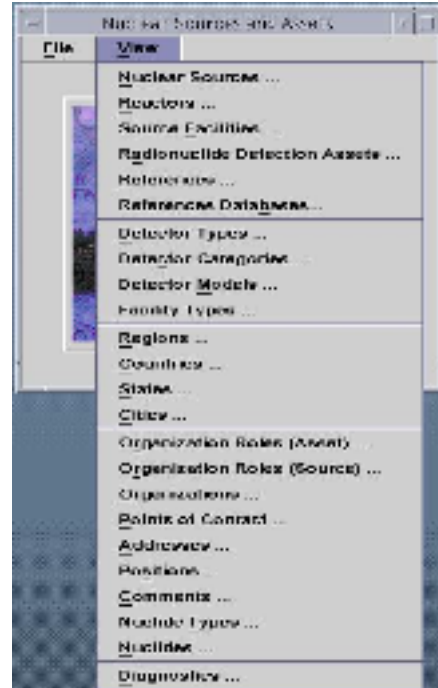 Nuclear Sources and Assets
File View
Nuclear Sources ...
Reactors ...
Source Facilities ...
Radionuclide Detection Assets ...
References ...
References Databases...
Detector Types ...
Detector Categories ...
Detector Models ...
Facility Types ...
Regions ...
Countries ...
States ...
Cities ...
Organization Roles (Asset) ...
Organization Roles (Source) ...
Organizations ...
Points of Contact ...
Addresses ...
Positions ...
Comments ...
Nuclide Types ...
Nuclides ...
Diagnostics ...